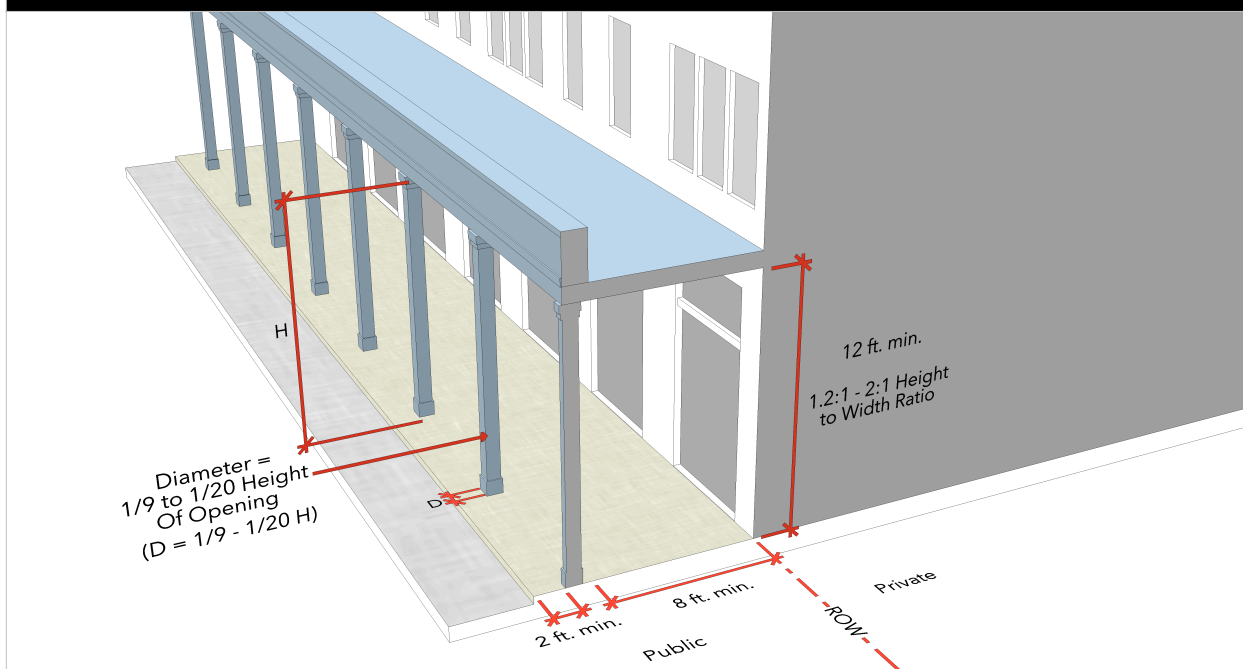 H
12 ft. min.
1.2:1 - 2:1 Height
to Width Ratio
Diameter =
1/9 to 1/20 Height
Of Opening
(D = 1/9 - 1/20 H)
D
8 ft. min.
2 ft. min.
Public
Private
ROW